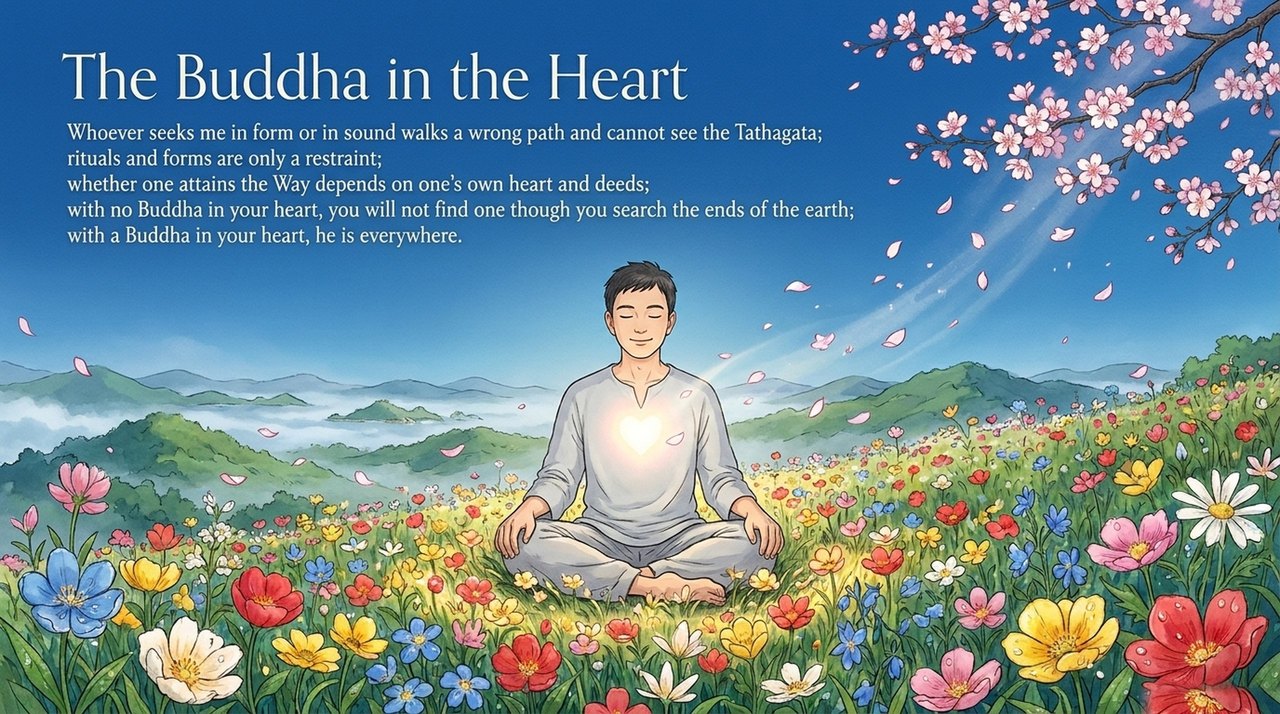 The Buddha in the Heart
Whoever seeks me in form or in sound walks a wrong path and cannot see the Tathagata;
rituals and forms are only a restraint;
whether one attains the Way depends on one’s own heart and deeds;
with no Buddha in your heart, you will not find one though you search the ends of the earth;
with a Buddha in your heart, he is everywhere.